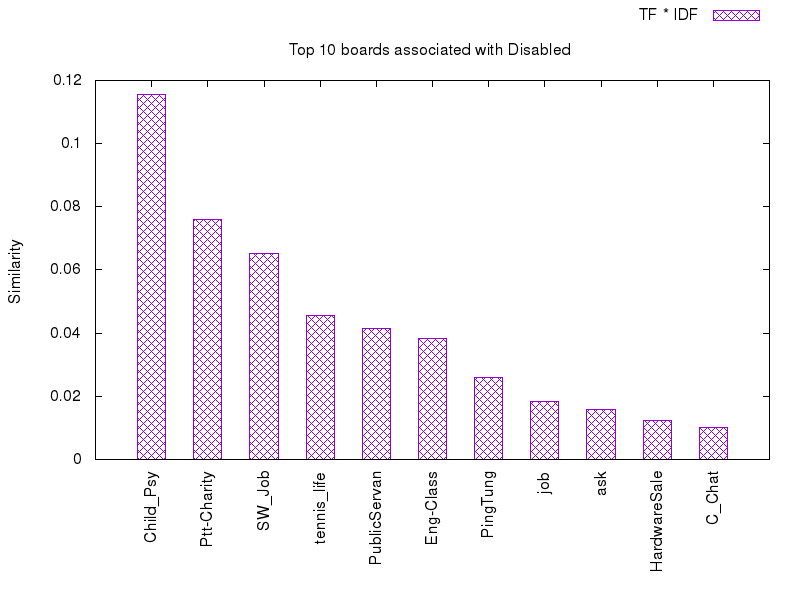 TF * IDF
Top 10 boards associated with Disabled
Similarity
0.12
0.1
0.08
0.06
0.04
0.02
0
Child_Psy
Ptt-Charity
SW_Job
tennis_life
PublicServan
Eng-Class
PingTung
job
ask
HardwareSale
C_Chat